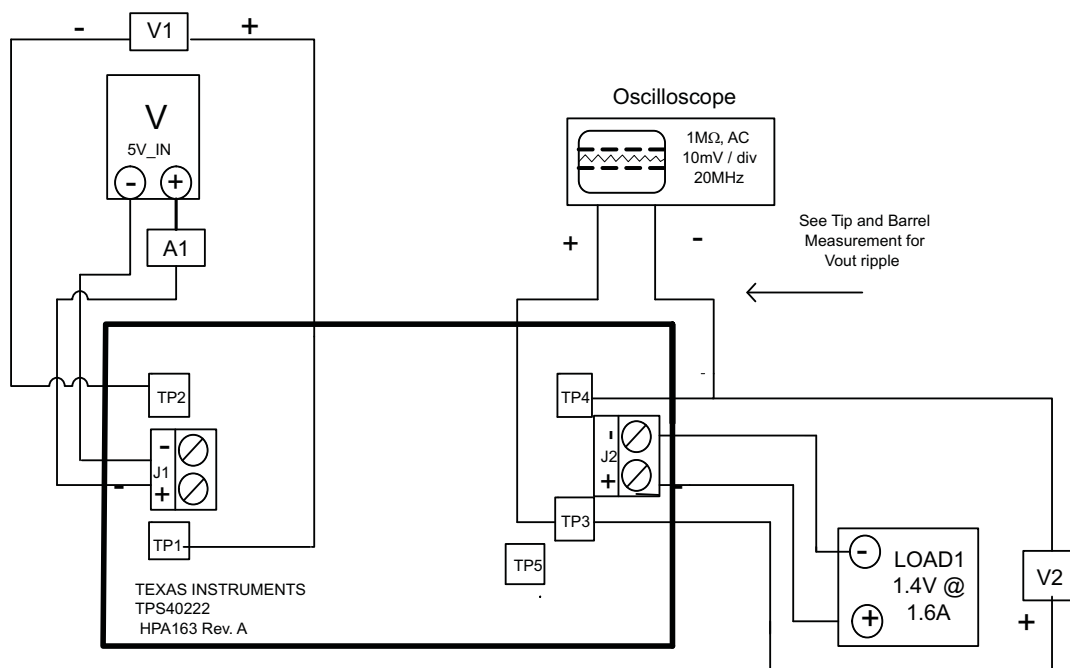 - V1 +
V
5V_IN
- +
A1
Oscilloscope
1MΩ, AC
10mV / div
20MHz
+ -
See Tip and Barrel
Measurement for
Vout ripple
-
TP2
TP4
-
J1
+
-
-
J2
+
-
TP1
TP3
TP5
TEXAS INSTRUMENTS
TPS40222
HPA163 Rev. A
-
LOAD1
1.4V @
1.6A
+
V2
+